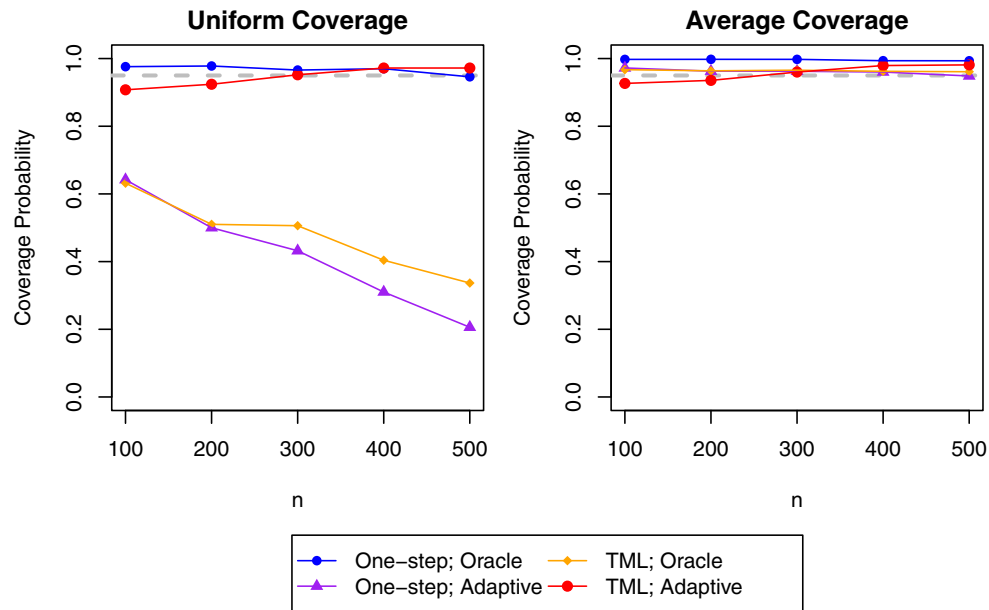 Uniform Coverage
Coverage Probability
0.0 0.2 0.4 0.6 0.8 1.0
100 200 300 400 500
n
Average Coverage
Coverage Probability
0.0 0.2 0.4 0.6 0.8 1.0
100 200 300 400 500
n
One−step; Oracle TML; Oracle
One−step; Adaptive TML; Adaptive